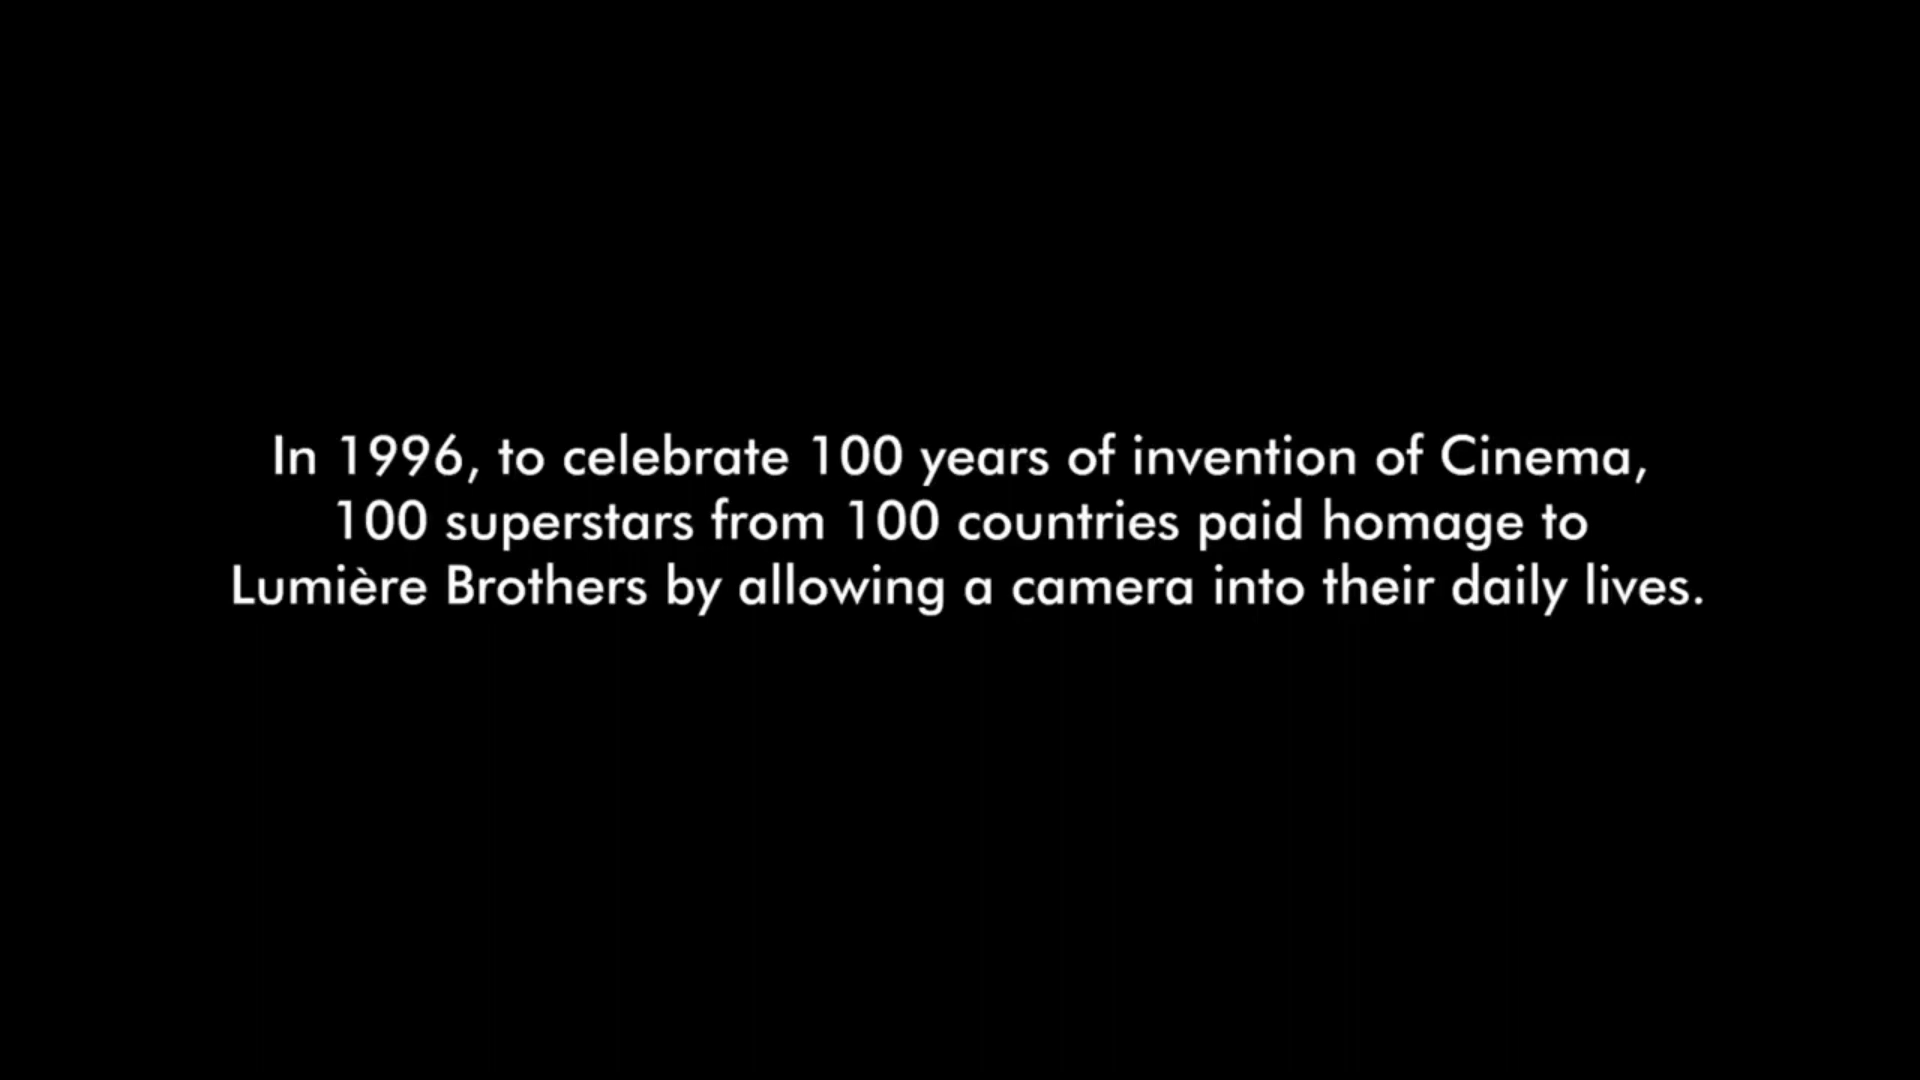 In 1996, to celebrate 100 years of invention of Cinema,
100 superstars from 100 countries paid homage to
Lumière Brothers by allowing a camera into their daily lives.